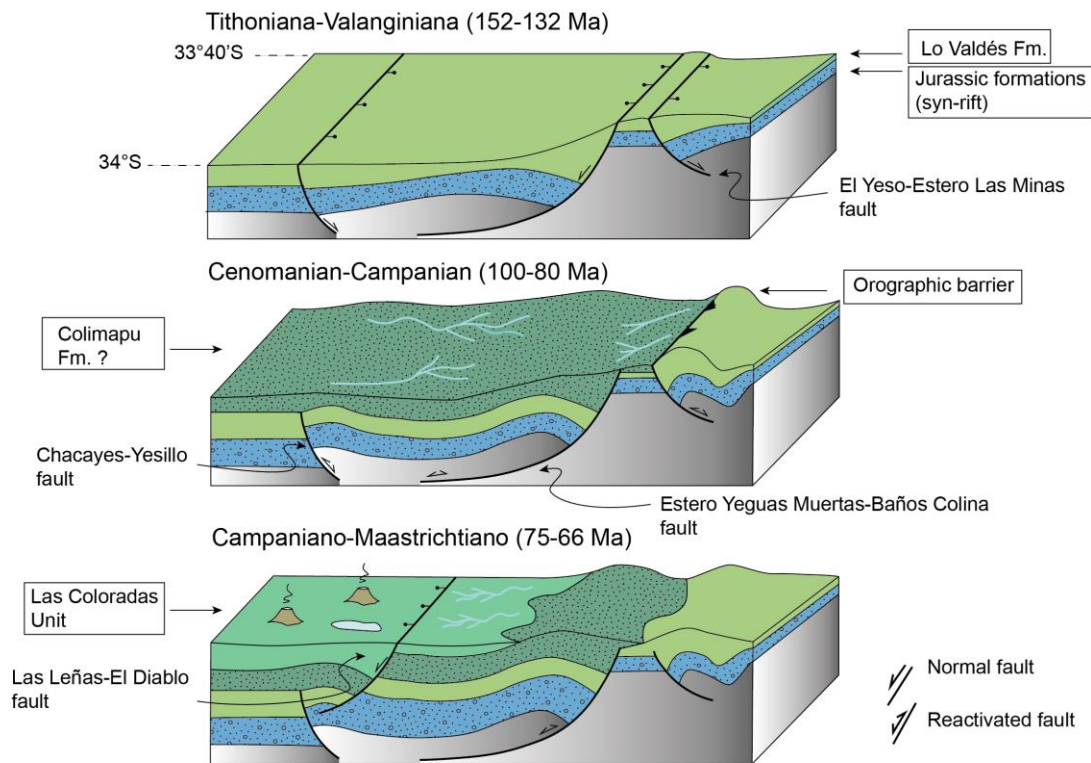 Tithoniana-Valanginiana (152-132 Ma)
33°40'S
Lo Valdés Fm.
Jurassic formations
(syn-rift)
34°S
El Yeso-Estero Las Minas
fault
Cenomanian-Campanian (100-80 Ma)
Orographic barrier
Colimapu
Fm. ?
Chacayes-Yesillo
fault
Estero Yeguas Muertas-Baños Colina
fault
Campaniano-Maastrichtiano (75-66 Ma)
Las Coloradas
Unit
Las Leñas-El Diablo
fault
Normal fault
Reactivated fault